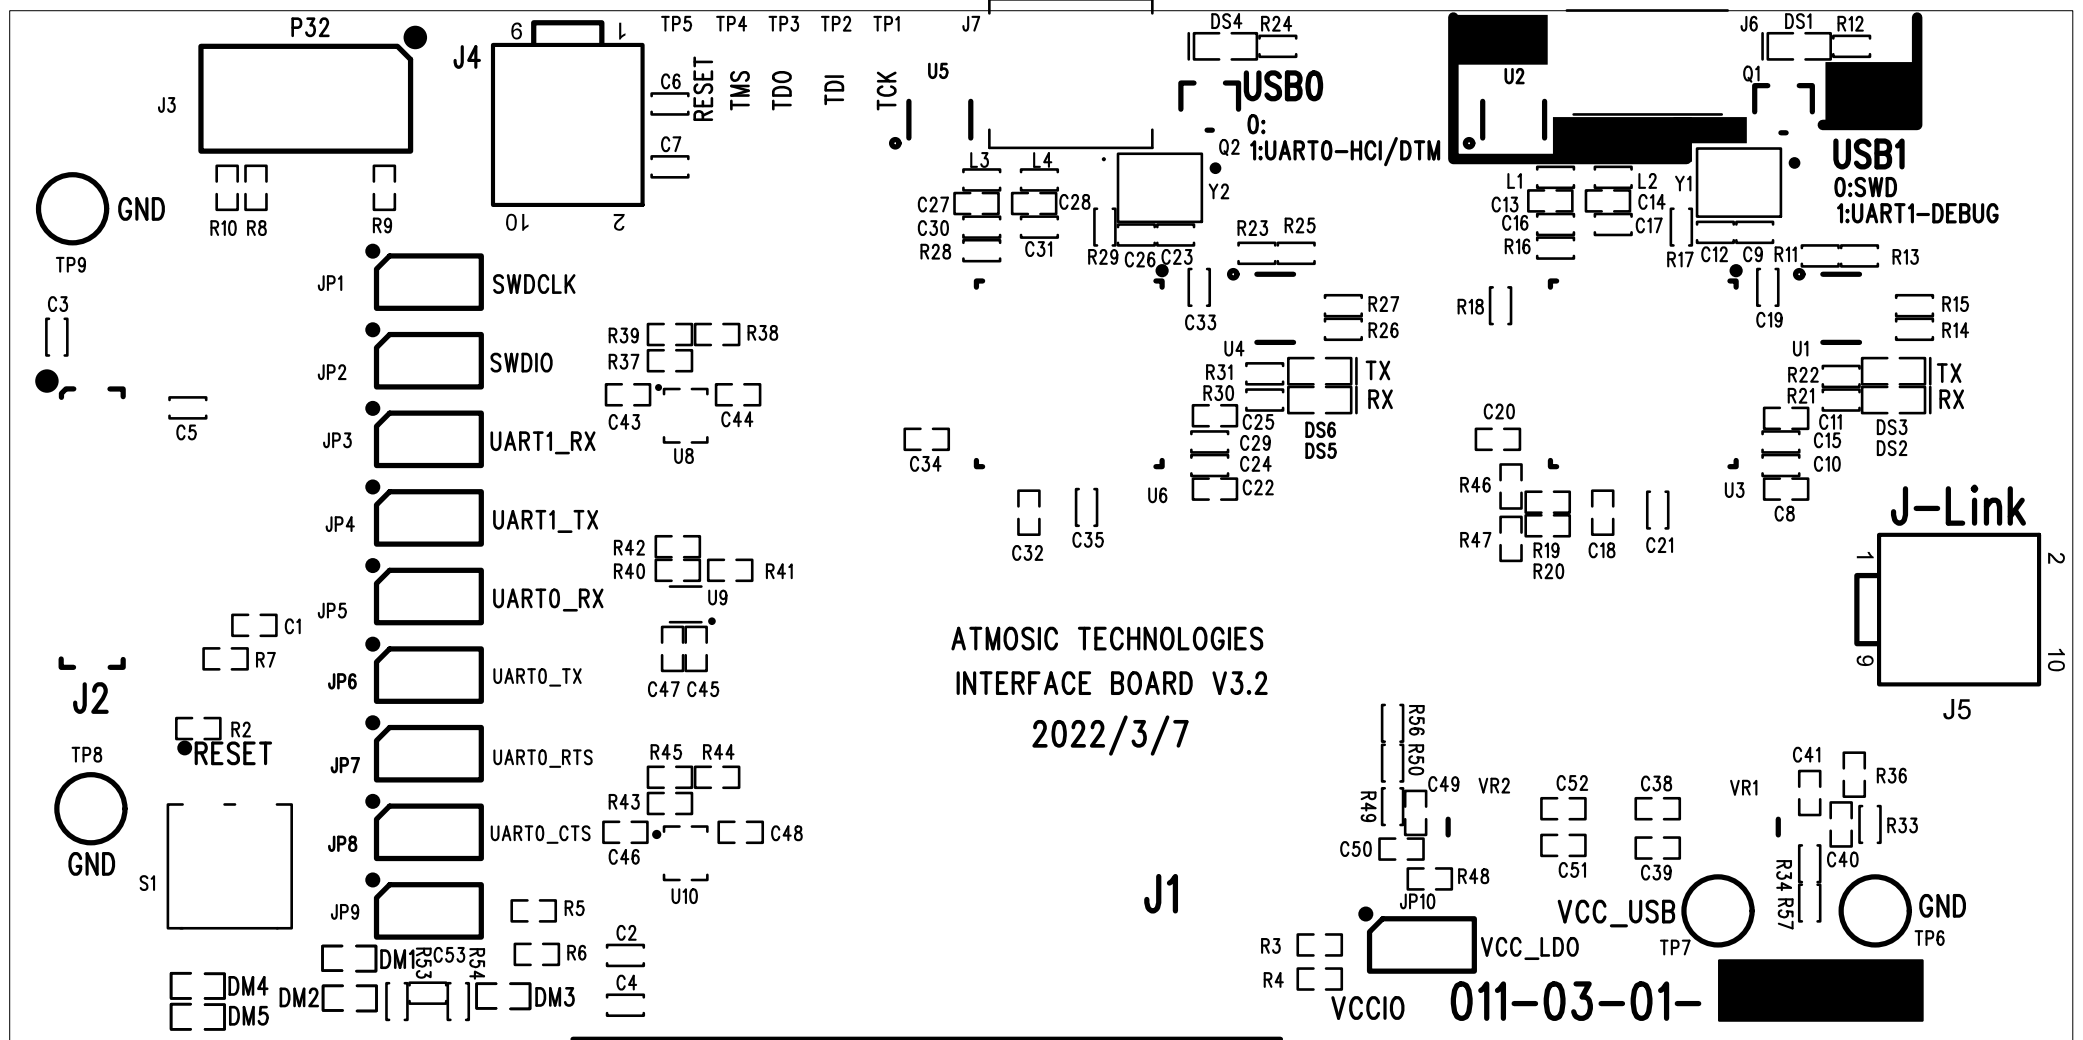 P32
J4
9
1
TP5
TP4
TP3
TP2
TP1
J7
DS4
R24
J6
DS1
R12
J3
C6
RESET
TMS
TDO
TDI
TCK
U5
USB0
0:
1:UART0-HCI/DTM
Q2
U2
Q1
USB1
0:SWD
1:UART1-DEBUG
C7
10
2
R10
R8
R9
GND
TP9
L3
L4
C27
C28
C30
C31
R28
Y2
R29
C26
C23
R23
R25
L1
L2
Y1
C13
C14
C16
C17
R16
R17
C12
C9
R11
R13
JP1
SWDCLK
C3
R39
R38
R37
C33
R27
R26
R18
C19
R15
R14
JP2
SWDIO
U4
R31
R30
TX
RX
U1
R22
R21
TX
RX
C5
C43
C44
U8
JP3
UART1_RX
C34
C25
C29
C24
C22
DS6
DS5
U6
C20
C11
C15
C10
DS3
DS2
U3
C8
R46
R47
R19
R20
C18
C21
C32
C35
J-Link
1
2
9
10
J5
JP4
UART1_TX
R42
R40
R41
U9
JP5
UART0_RX
C1
R7
ATMOSIC TECHNOLOGIES
INTERFACE BOARD V3.2
2022/3/7
JP6
UART0_TX
C47
C45
J2
R2
RESET
TP8
JP7
UART0_RTS
R45
R44
R43
R56
R50
R49
C49
VR2
C52
C38
VR1
C41
R36
JP8
UART0_CTS
C46
C48
U10
C50
C51
C39
C40
R33
GND
S1
R48
R34
R57
J1
JP10
JP9
R5
R6
C2
C4
VCC_USB
TP7
GND
TP6
R3
R4
VCC_LDO
VCCIO
DM1
R53
C53
R54
DM4
DM2
DM3
DM5
011-03-01-